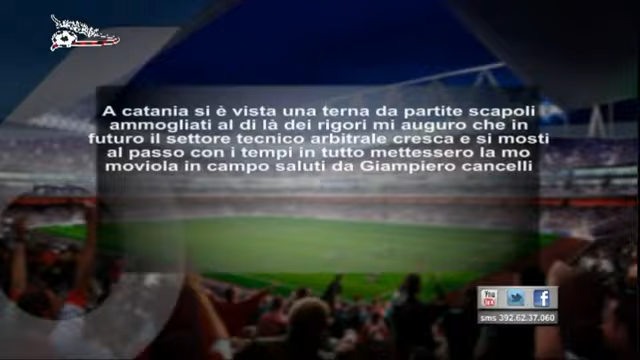 A catania si è vista una terna da partite scapoli
ammogliati al di là dei rigori mi auguro che in
futuro il settore tecnico arbitrale cresca e si mosti
al passo con i tempi in tutto mettessero la mo
moviola in campo saluti da Giampiero cancelli
You
sms 392.62.37.060